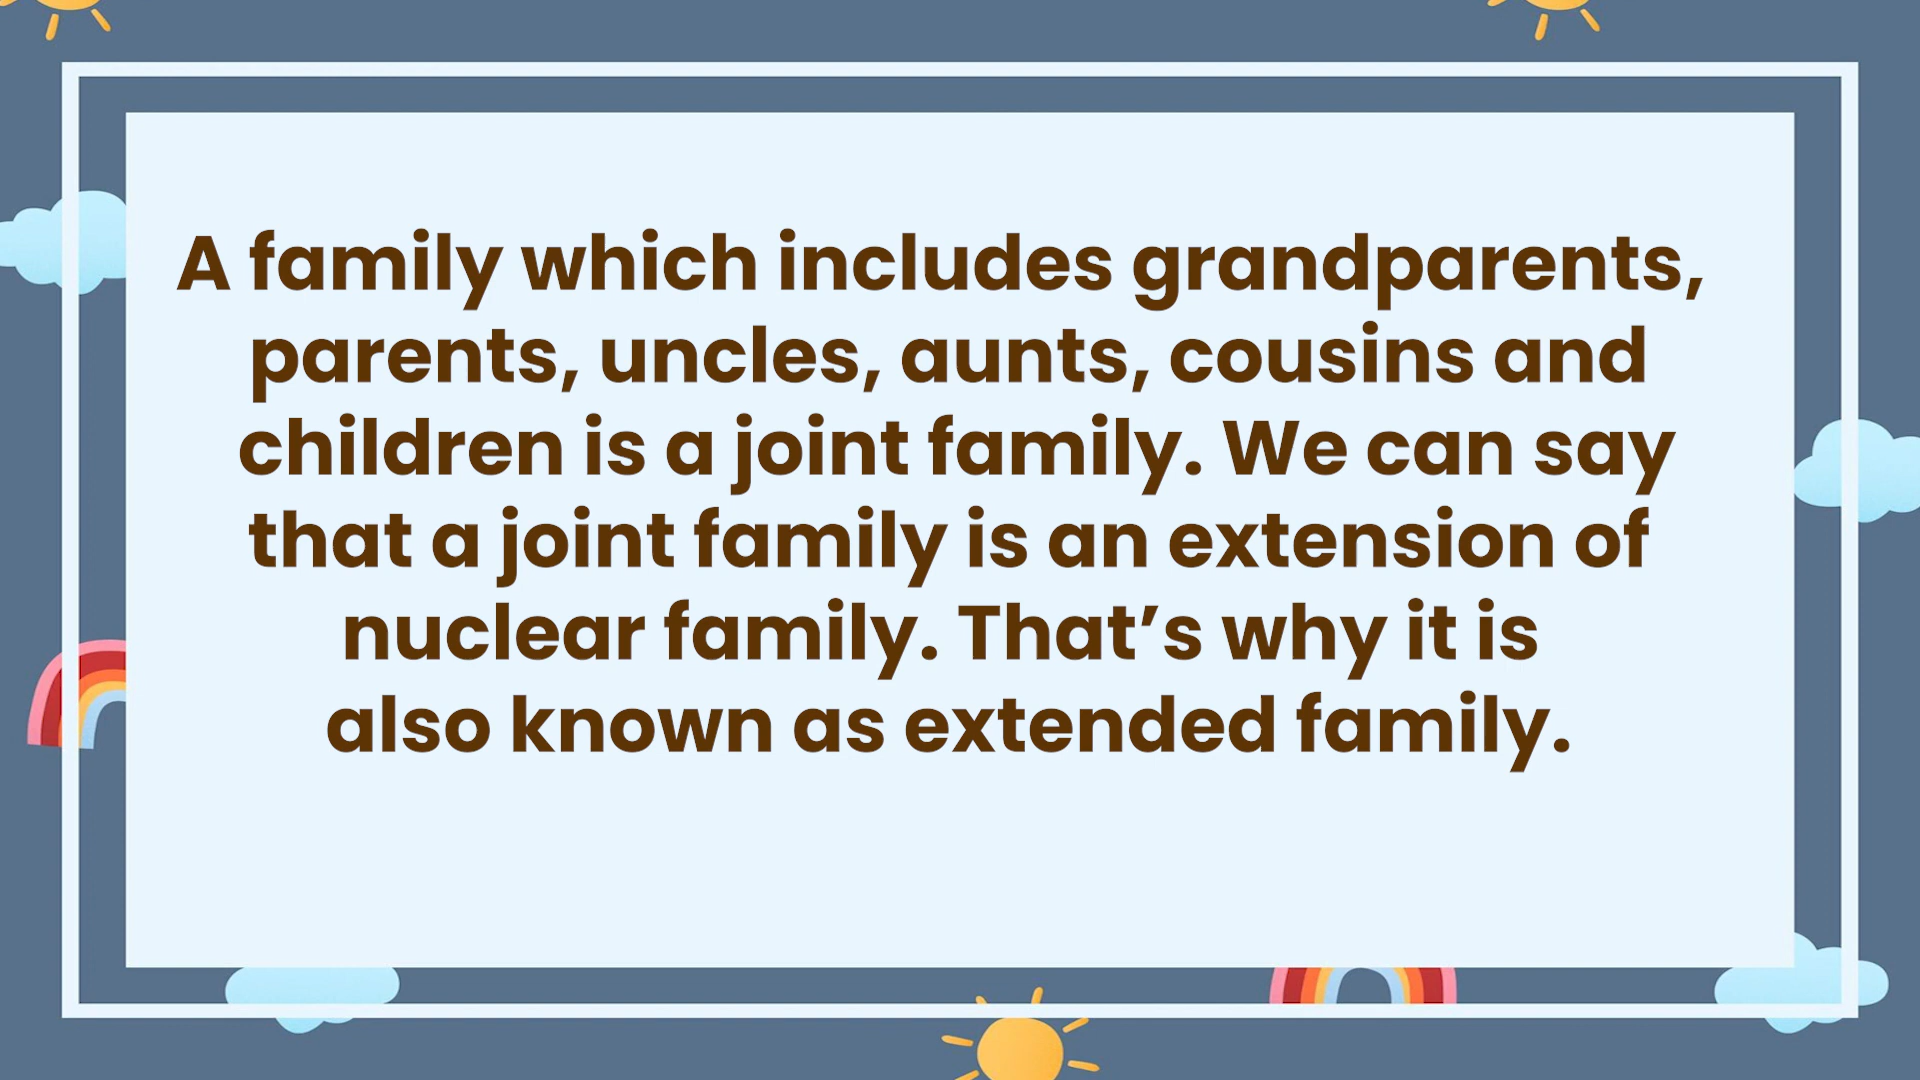 A family which includes grandparents,
parents, uncles, aunts, cousins and
children is a joint family. We can say
that a joint family is an extension of
nuclear family. That’s why it is
also known as extended family.